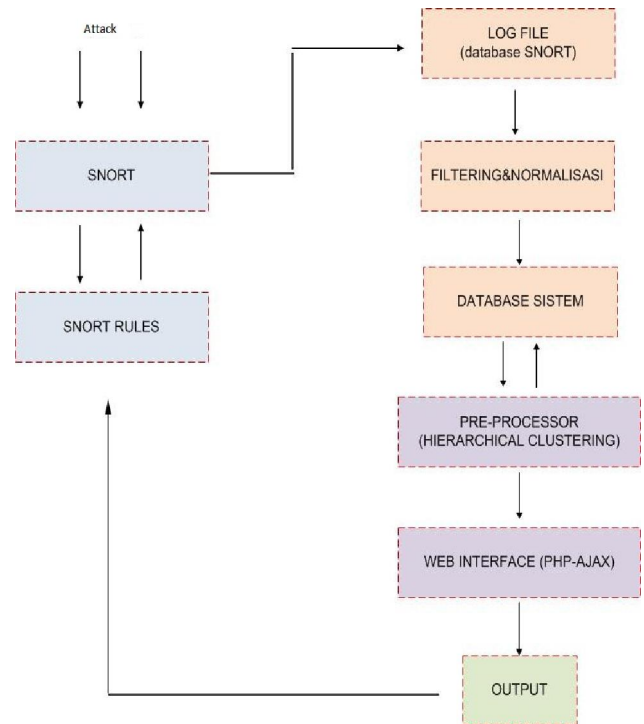 Attack
SNORT
SNORT RULES
LOG FILE
(database SNORT)
FILTERING&NORMALISASI
DATABASE SISTEM
PRE-PROCESSOR
(HIERARCHICAL CLUSTERING)
WEB INTERFACE (PHP-AJAX)
OUTPUT